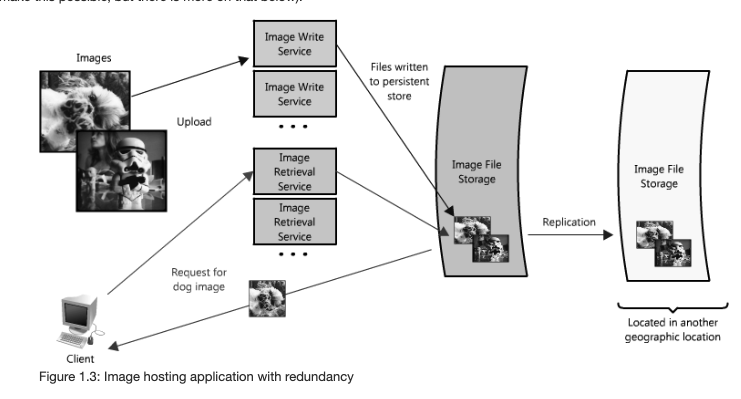 make this possible, but there is more on that below).
Images
Upload
Image Write
Service
Image Write
Service
• • •
Image
Retrieval
Service
Image
Retrieval
Service
• • •
Files written
to persistent
store
Image File
Storage
Replication
Image File
Storage
Located in another
geographic location
Request for
dog image
Client
Figure 1.3: Image hosting application with redundancy